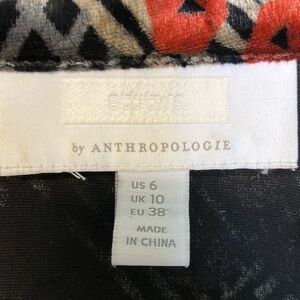 by ANTHROPOLOGIE
US 6
UK 10
EU 38
MADE
IN CHINA